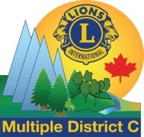 LIONS
L
INTERNATIONAL
Multiple District C